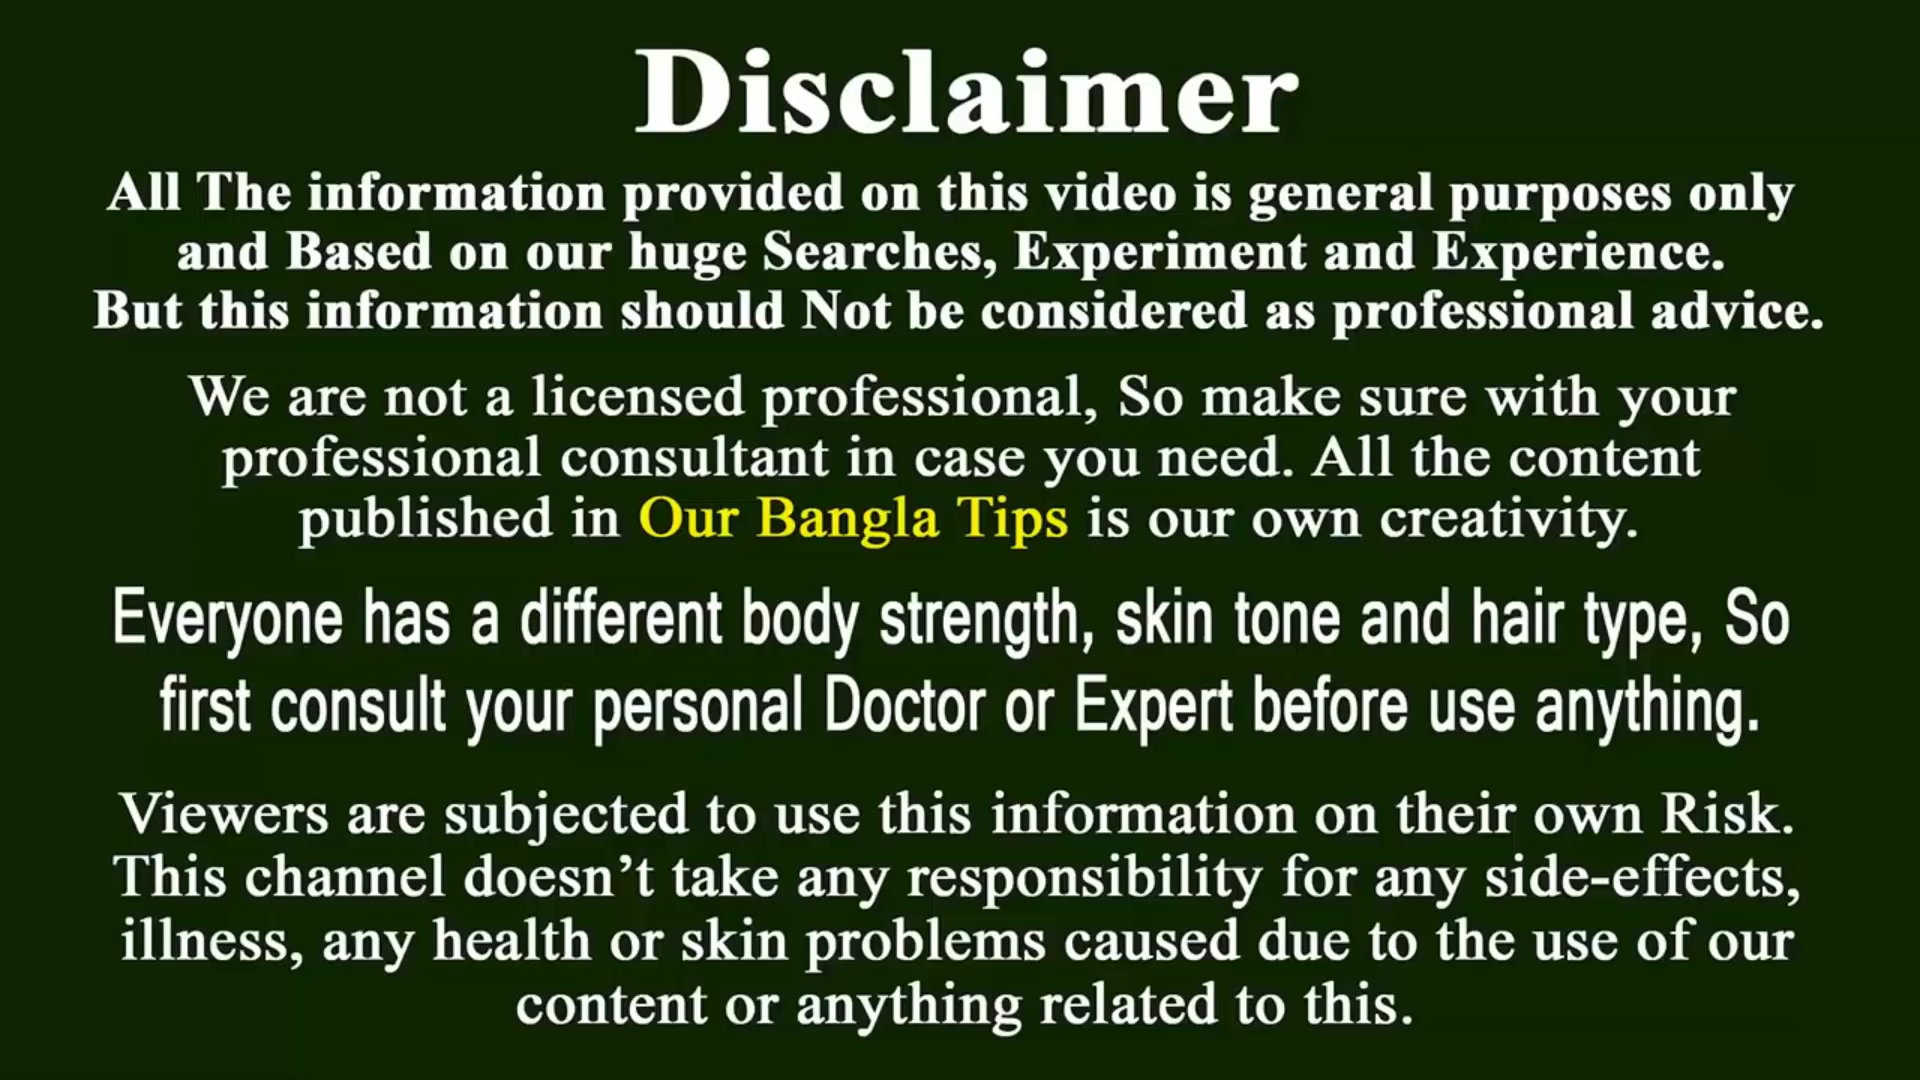 Disclaimer
All The information provided on this video is general purposes only
and Based on our huge Searches, Experiment and Experience.
But this information should Not be considered as professional advice.
We are not a licensed professional, So make sure with your
professional consultant in case you need. All the content
published in Our Bangla Tips is our own creativity.
Everyone has a different body strength, skin tone and hair type, So
first consult your personal Doctor or Expert before use anything.
Viewers are subjected to use this information on their own Risk.
This channel doesn’t take any responsibility for any side-effects,
illness, any health or skin problems caused due to the use of our
content or anything related to this.